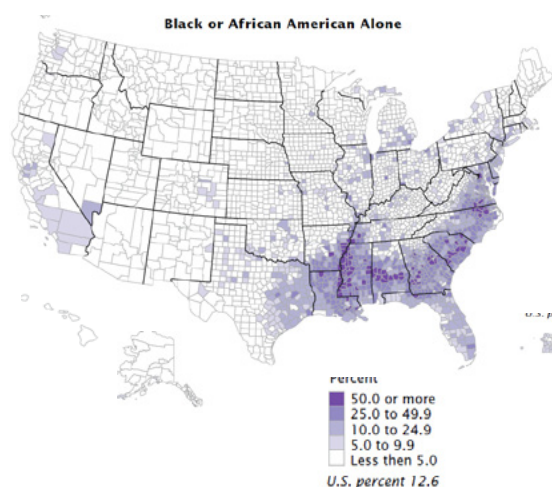 Black or African American Alone
U.S. p
Percent
50.0 or more
25.0 to 49.9
10.0 to 24.9
5.0 to 9.9
Less then 5.0
U.S. percent 12.6